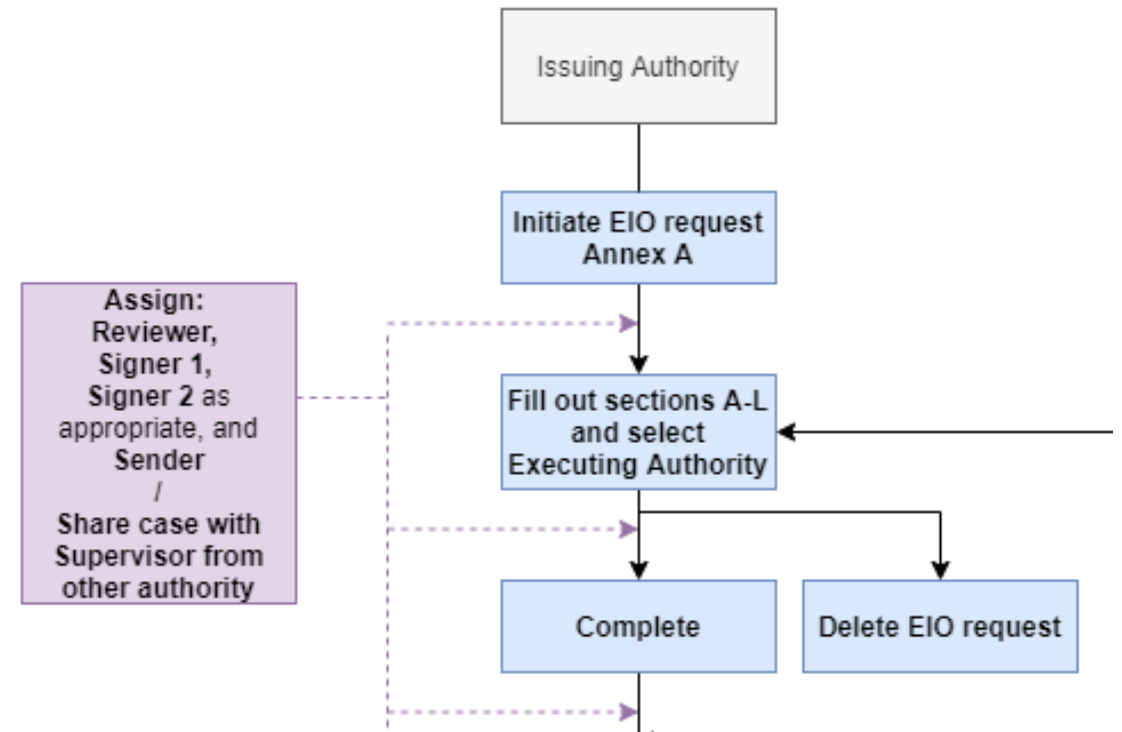 Issuing Authority
Initiate EIO request
Annex A
Assign:
Reviewer,
Signer 1,
Signer 2 as
appropriate, and
Sender
/
Share case with
Supervisor from
other authority
Fill out sections A-L
and select
Executing Authority
Complete
Delete EIO request